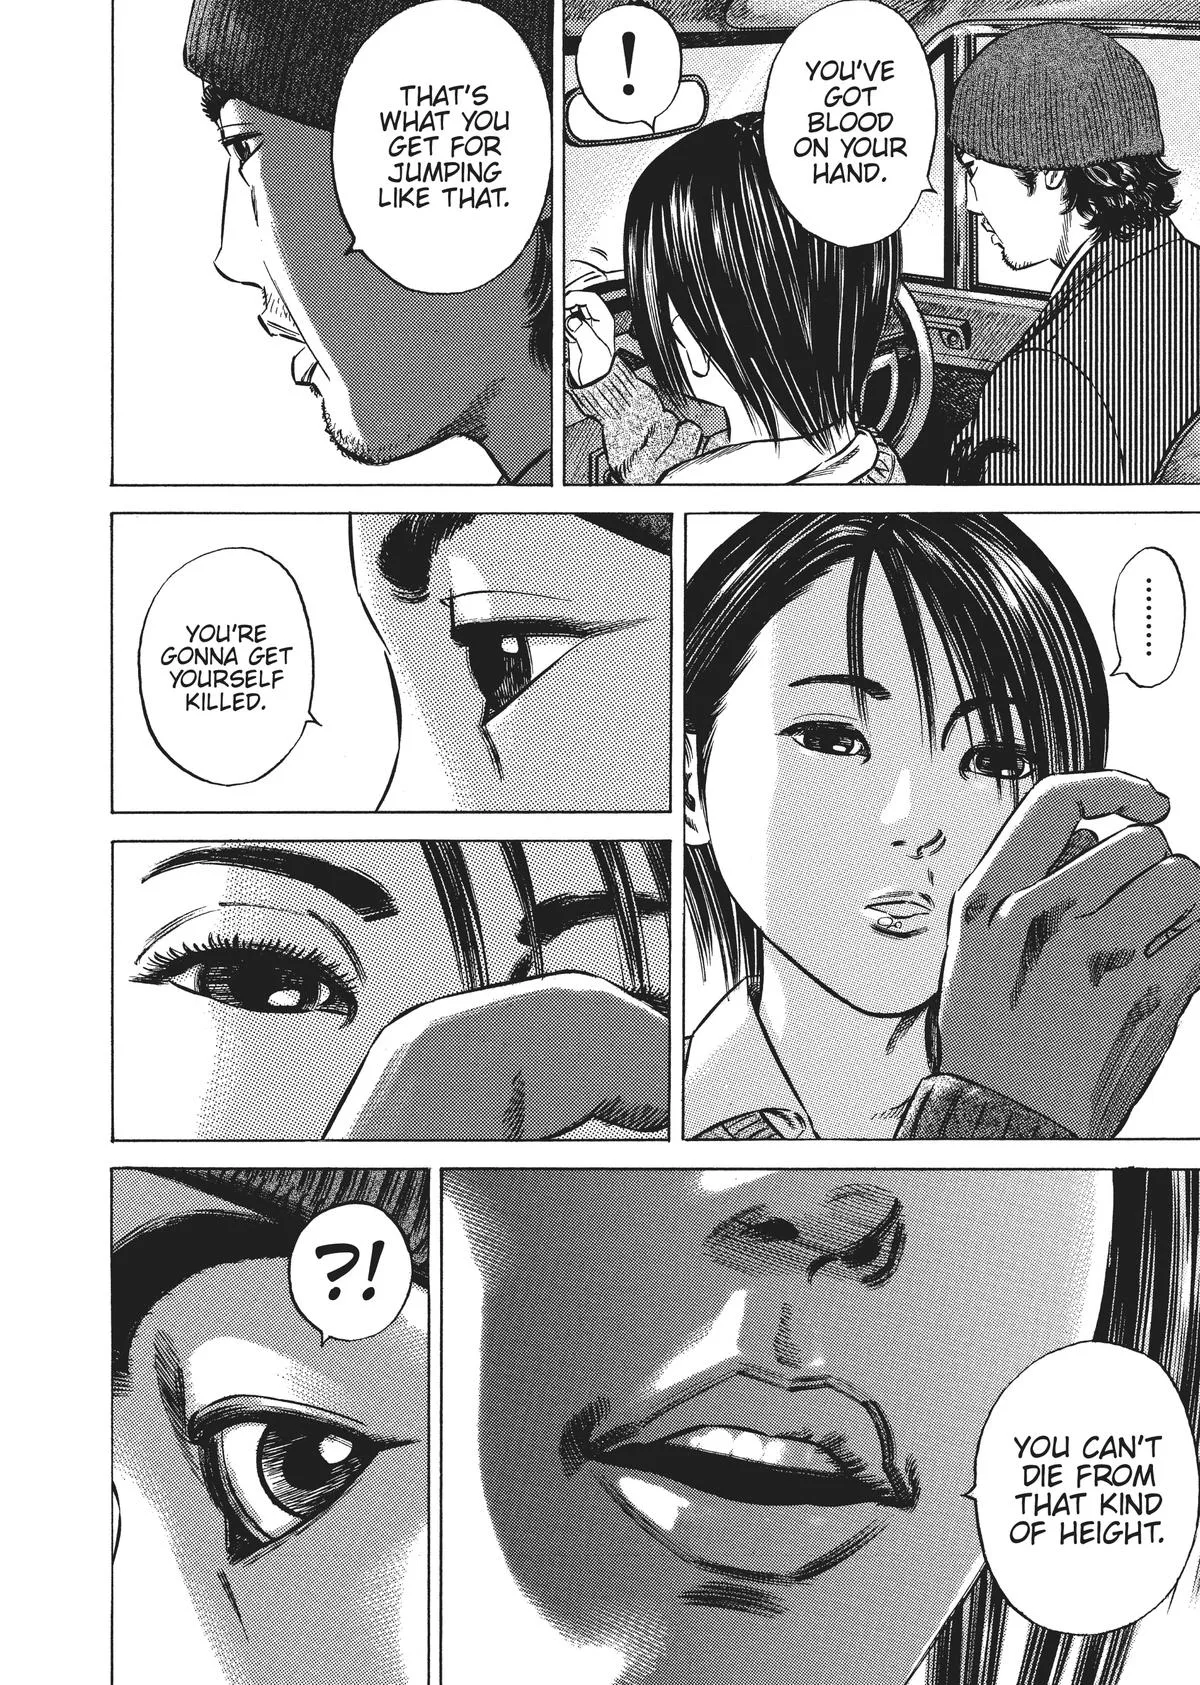 YOU'VE
GOT
BLOOD
ON YOUR
HAND.
!
THAT'S
WHAT YOU
GET FOR
JUMPING
LIKE THAT.
.........
YOU'RE
GONNA GET
YOURSELF
KILLED.
YOU CAN'T
DIE FROM
THAT KIND
OF HEIGHT.
?!